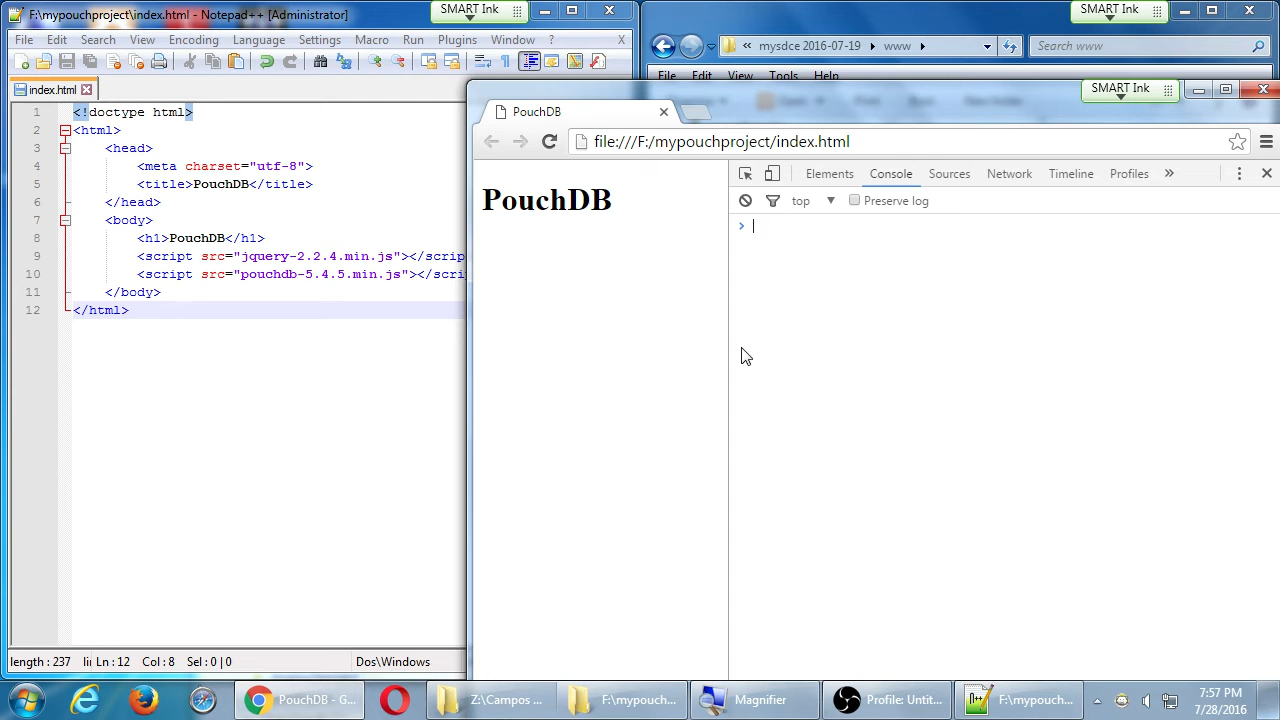 F:\mypouchproject\index.html - Notepad++ [Administrator]
SMART Ink
File Edit Search View Encoding Language Settings Macro Run Plugins Window ? X
index.html
1 <!doctype html>
2 <html>
3 <head>
4 <meta charset="utf-8">
5 <title>PouchDB</title>
6 </head>
7 <body>
8 <h1>PouchDB</h1>
9 <script src="jquery-2.2.4.min.js"></scrip
10 <script src="pouchdb-5.4.5.min.js"></scri
11 </body>
12 </html>
length : 237 li Ln : 12 Col : 8 Sel : 0 | 0 Dos\Windows
SMART Ink
« www
Search www
File Edit View Tools Help
SMART Ink
PouchDB
file:///F:/mypouchproject/index.html
PouchDB
Elements Console Sources Network Timeline Profiles »
top Preserve log
>
PouchDB - G... Z:\Campos ... F:\mypouch... Magnifier Profile: Untit... F:\mypouch...
7:57 PM
7/28/2016